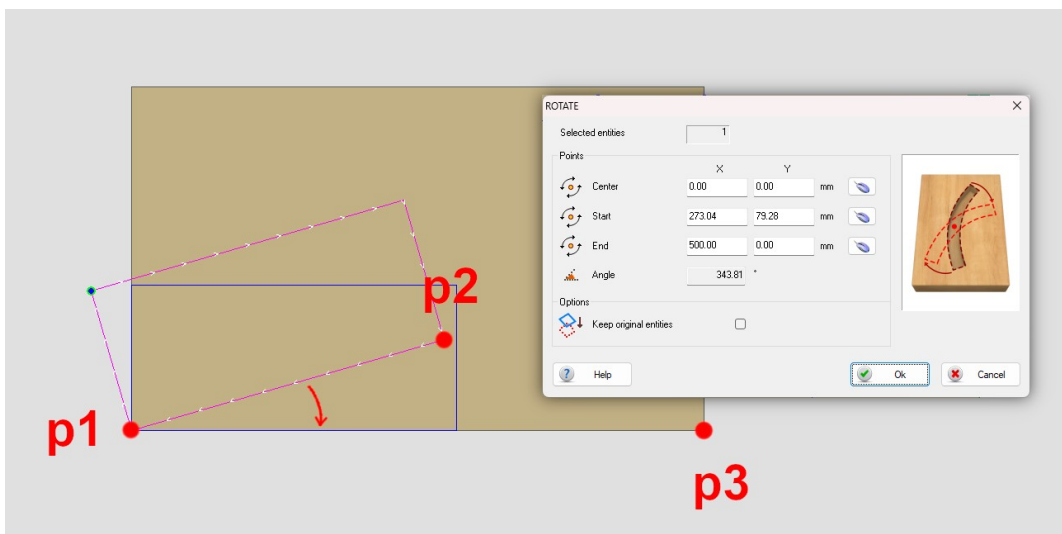 ROTATE
Selected entities 1
Points
X Y
Center 0.00 0.00 mm
Start 273.04 79.28 mm
End 500.00 0.00 mm
Angle 343.81 °
Options
Keep original entities
? Help Ok Cancel
p2
p1
p3